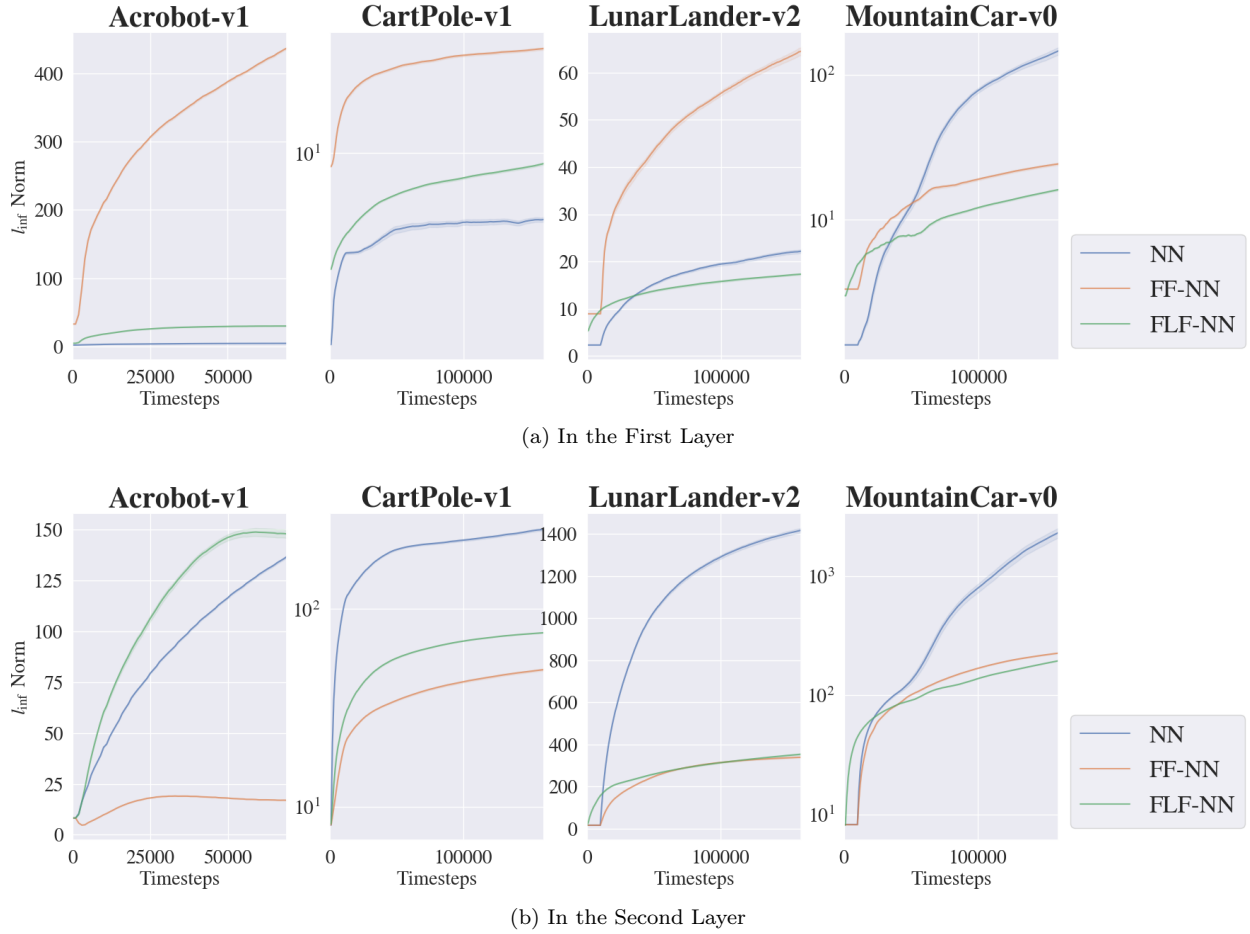 Acrobot-v1 CartPole-v1 LunarLander-v2 MountainCar-v0
l_inf Norm
400
300
200
100
0
0 25000 50000
Timesteps
10^1
0 100000
Timesteps
60
50
40
30
20
10
0
0 100000
Timesteps
10^2
10^1
0 100000
Timesteps
NN
FF-NN
FLF-NN
(a) In the First Layer
Acrobot-v1 CartPole-v1 LunarLander-v2 MountainCar-v0
l_inf Norm
150
125
100
75
50
25
0
0 25000 50000
Timesteps
10^2
10^1
0 100000
Timesteps
1400
1200
1000
800
600
400
200
0
0 100000
Timesteps
10^3
10^2
10^1
0 100000
Timesteps
NN
FF-NN
FLF-NN
(b) In the Second Layer